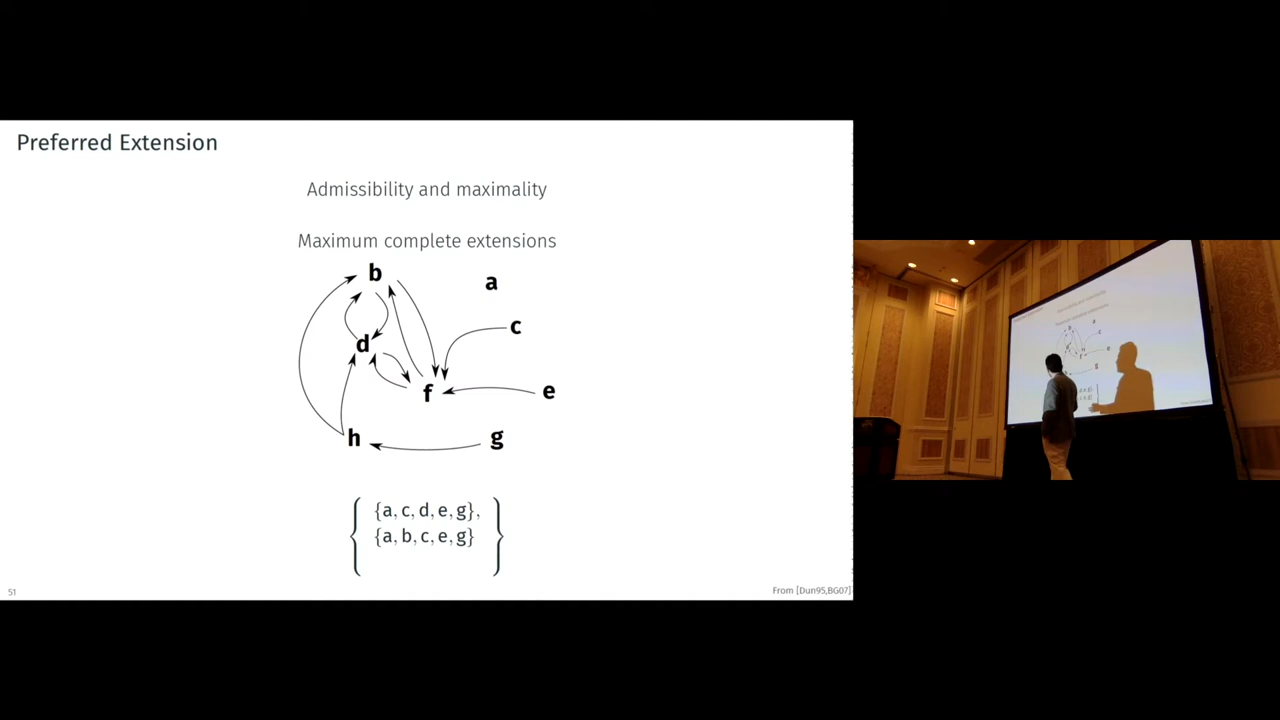 Preferred Extension
Admissibility and maximality
Maximum complete extensions
b
a
c
d
f
e
h
g
{a, c, d, e, g},
{a, b, c, e, g}
51
From [Dun95,BG07]